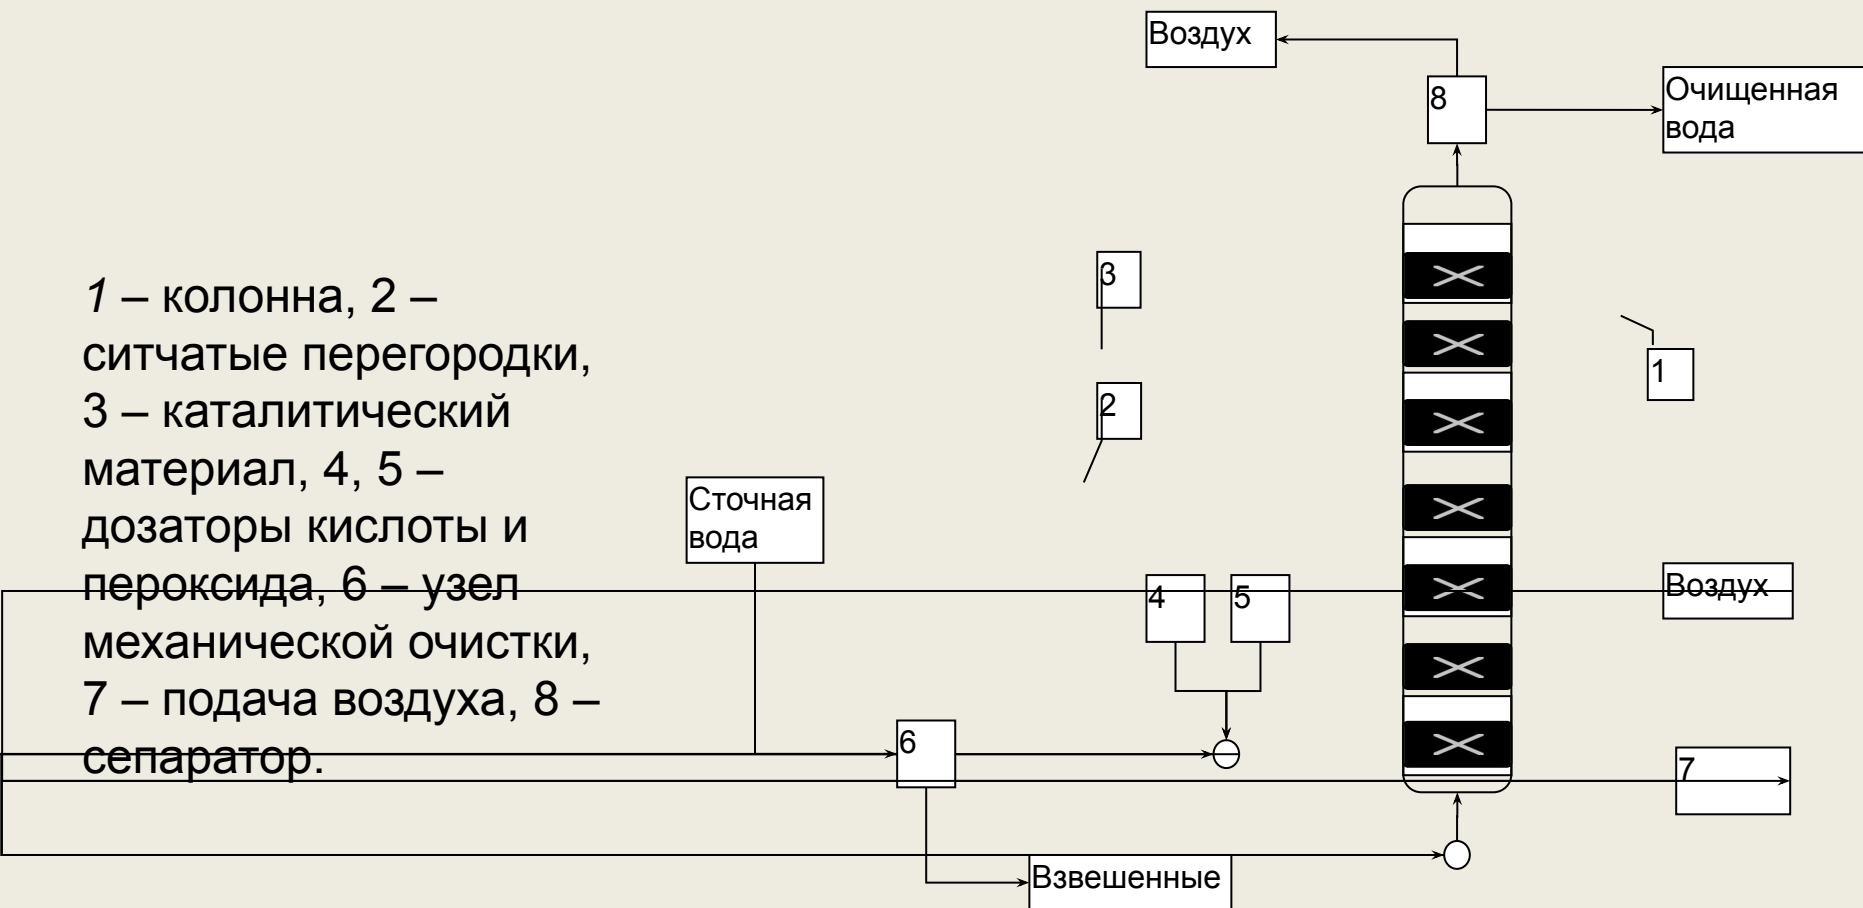 Воздух
8
Очищенная
вода
1 – колонна, 2 –
ситчатые перегородки,
3 – каталитический
материал, 4, 5 –
дозаторы кислоты и
пероксида, 6 – узел
механической очистки,
7 – подача воздуха, 8 –
сепаратор.
3
1
2
Сточная
вода
4
5
Воздух
6
7
Взвешенные